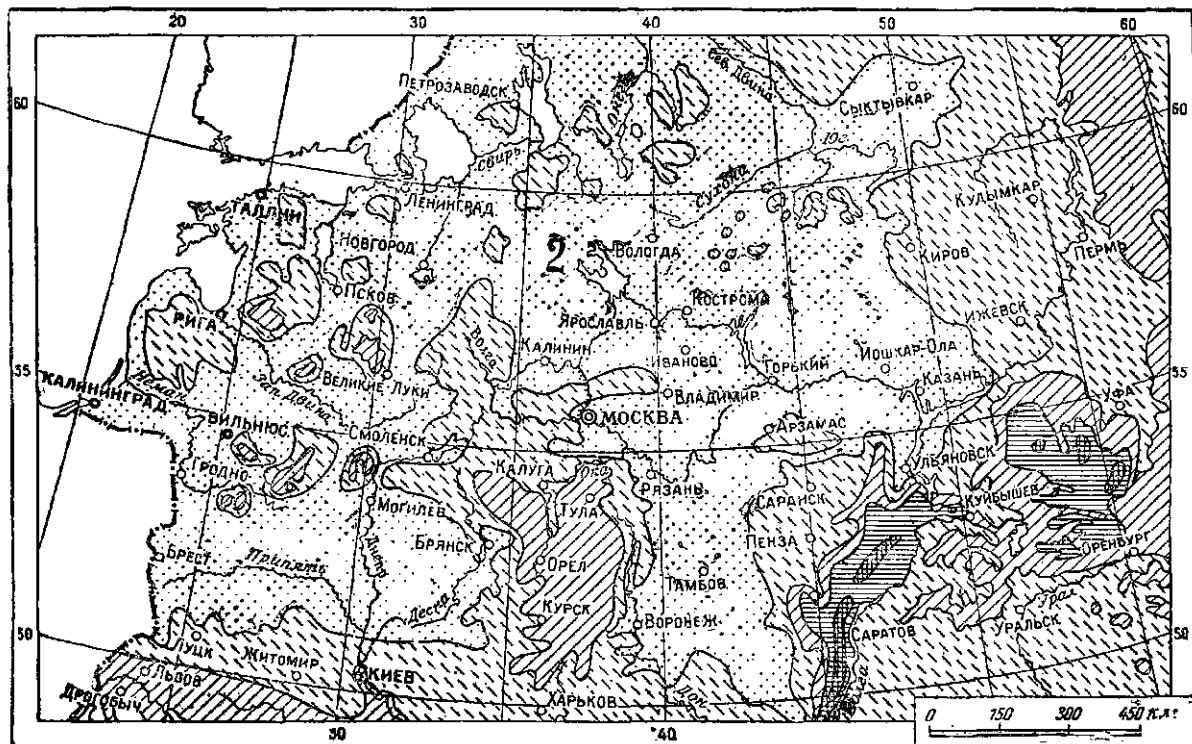 20 30 40 50 60
ПЕТРОЗАВОДСК
ОНЕГА
СЕВ. ДВИНА
СЫКТЫВКАР
60 60
СВИРЬ
ЮГ
СУХОНА
КУДЫМКАР
ТАЛЛИН
ЛЕНИНГРАД
НОВГОРОД
2
ВОЛОГДА
КИРОВ
ПЕРМЬ
ПСКОВ
КОСТРОМА
РИГА
ЯРОСЛАВЛЬ
ИЖЕВСК
ВОЛГА
КАЛИНИН
ИВАНОВО
ГОРЬКИЙ
ЙОШКАР-ОЛА
55 55
НЕМАН
КАЛИНИНГРАД
ЗАП. ДВИНА
ВЕЛИКИЕ ЛУКИ
ВЛАДИМИР
КАЗАНЬ
УФА
ВИЛЬНЮС
МОСКВА
СМОЛЕНСК
АРЗАМАС
ГРОДНО
КАЛУГА
ОКА
УЛЬЯНОВСК
РЯЗАНЬ
САРАНСК
КУЙБЫШЕВ
МОГИЛЕВ
ТУЛА
БРЯНСК
ПЕНЗА
ОРЕНБУРГ
БРЕСТ
ПРИПЯТЬ
ДНЕПР
ОРЕЛ
ТАМБОВ
ДЕСНА
КУРСК
ВОРОНЕЖ
САРАТОВ
УРАЛЬСК
УРАЛ
50 50
ЛУЦК
ЖИТОМИР
КИЕВ
ЛЬВОВ
ДРОГОБЫЧ
ХАРЬКОВ
ДОН
ВОЛГА
0 150 300 450 КМ
30 40